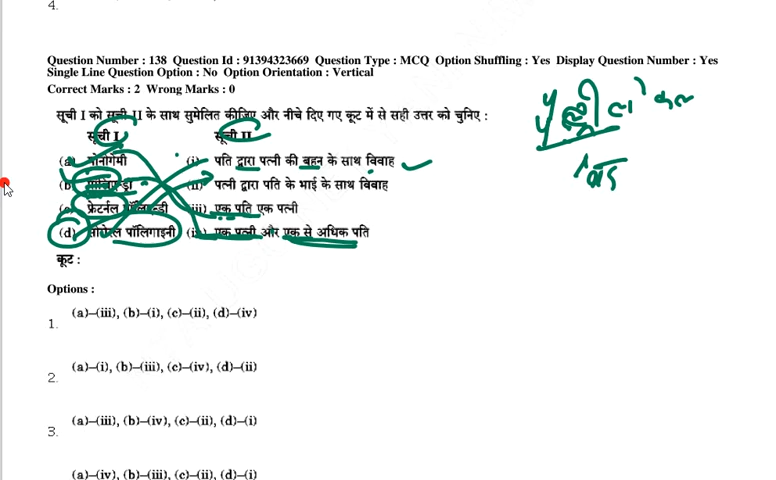 4.
Question Number : 138 Question Id : 91394323669 Question Type : MCQ Option Shuffling : Yes Display Question Number : Yes
Single Line Question Option : No Option Orientation : Vertical
Correct Marks : 2 Wrong Marks : 0
सूची I को सूची II के साथ सुमेलित कीजिए और नीचे दिए गए कूट में से सही उत्तर को चुनिए :
सूची I सूची II
(a) मोनोगेमी (i) पति द्वारा पत्नी की बहन के साथ विवाह
(b) (ii) पत्नी द्वारा पति के भाई के साथ विवाह
(c) फ्रेटर्नल (iii) एक पति एक पत्नी
(d) सोरोरल पॉलिगाइनी (iv) एक पत्नी और एक से अधिक पति
कूट :
Options :
(a)–(iii), (b)–(i), (c)–(ii), (d)–(iv)
1.
(a)–(i), (b)–(iii), (c)–(iv), (d)–(ii)
2.
(a)–(iii), (b)–(iv), (c)–(ii), (d)–(i)
3.
(a)–(iv), (b)–(iii), (c)–(ii), (d)–(i)